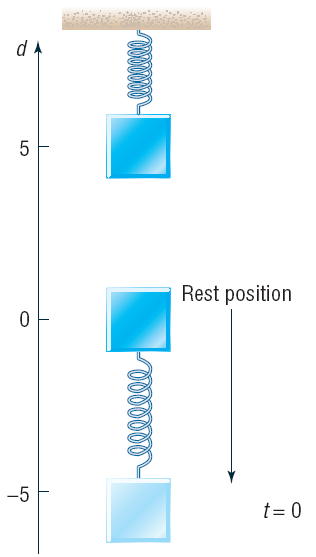 d
5
Rest position
0
–5
t = 0